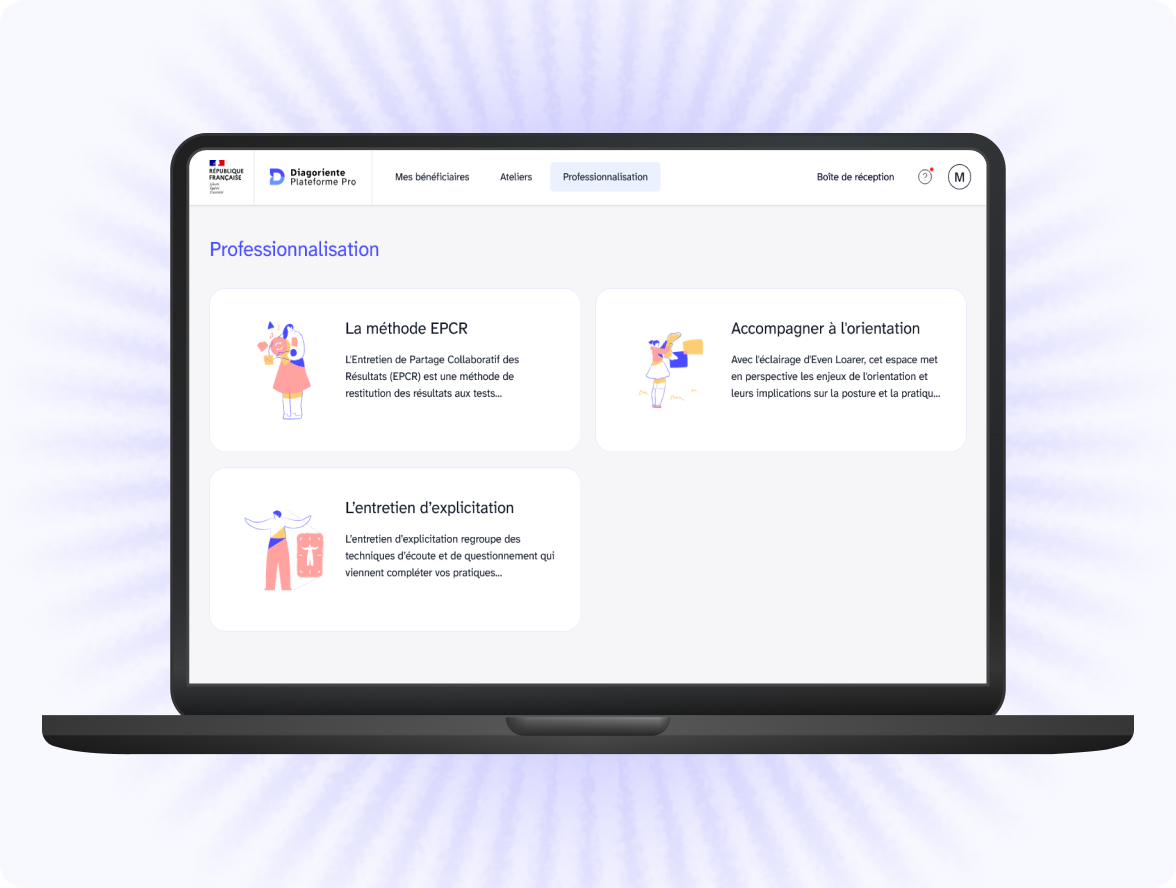 RÉPUBLIQUE
FRANÇAISE
Liberté
Égalité
Fraternité
Diagoriente
Plateforme Pro
Mes bénéficiaires
Ateliers
Professionnalisation
Boîte de réception
?
M
Professionnalisation
La méthode EPCR
L'Entretien de Partage Collaboratif des
Résultats (EPCR) est une méthode de
restitution des résultats aux tests...
Accompagner à l'orientation
Avec l'éclairage d'Even Loarer, cet espace met
en perspective les enjeux de l'orientation et
leurs implications sur la posture et la pratiqu...
L’entretien d’explicitation
L'entretien d'explicitation regroupe des
techniques d'écoute et de questionnement qui
viennent compléter vos pratiques...